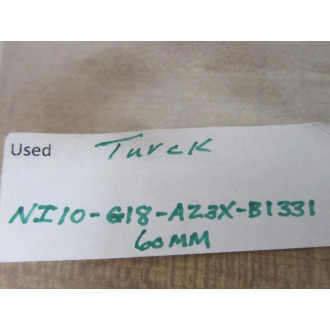 Used Turck
NI10-G18-AZ3X-B1331
60MM